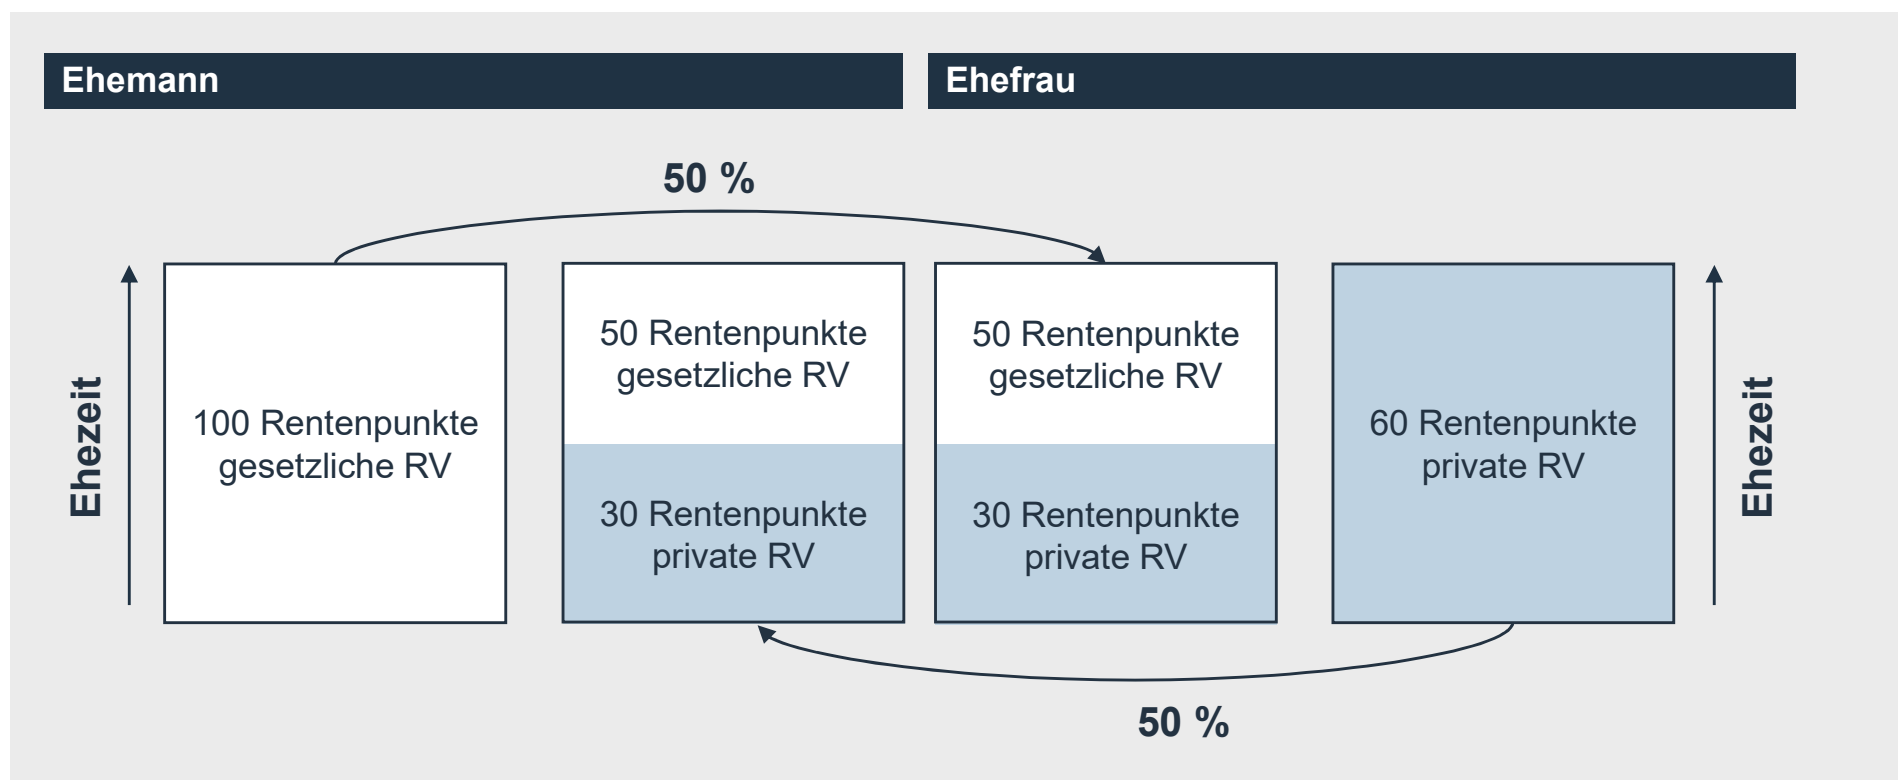 Ehemann
Ehefrau
50 %
Ehezeit
100 Rentenpunkte
gesetzliche RV
50 Rentenpunkte
gesetzliche RV
30 Rentenpunkte
private RV
50 Rentenpunkte
gesetzliche RV
30 Rentenpunkte
private RV
60 Rentenpunkte
private RV
Ehezeit
50 %